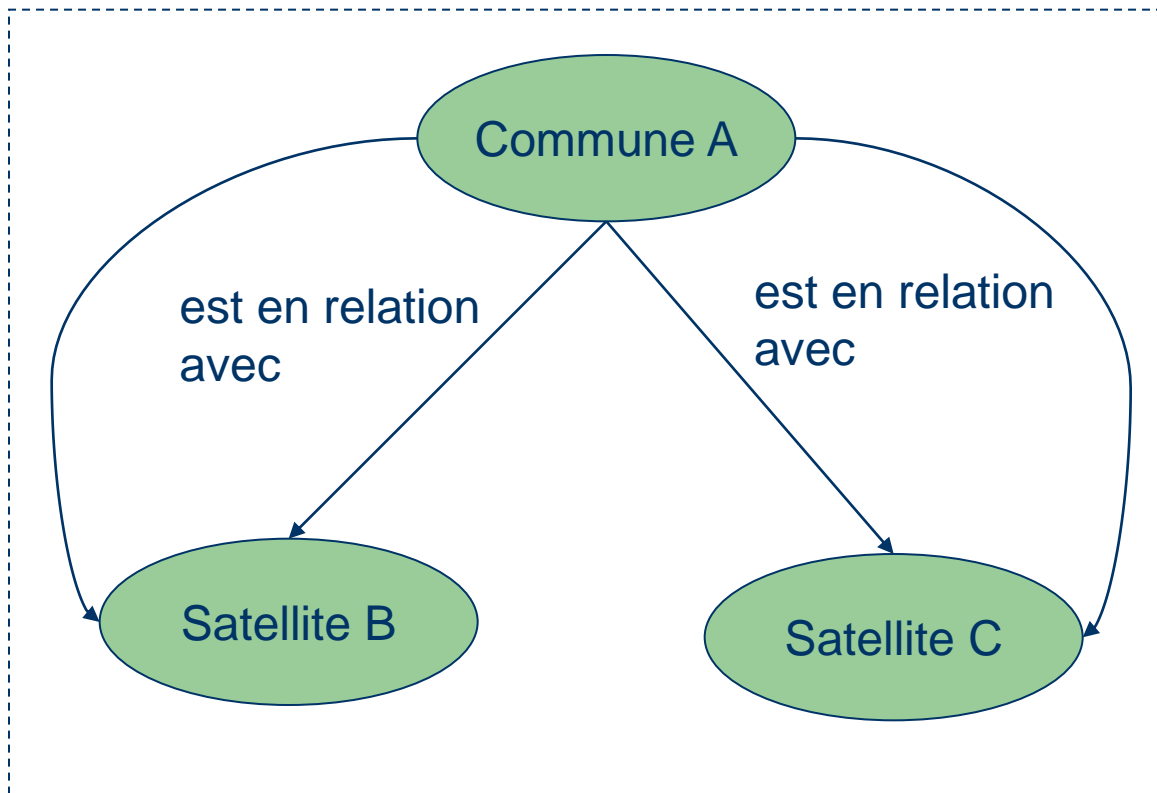 Commune A
est en relation
avec
est en relation
avec
Satellite B
Satellite C